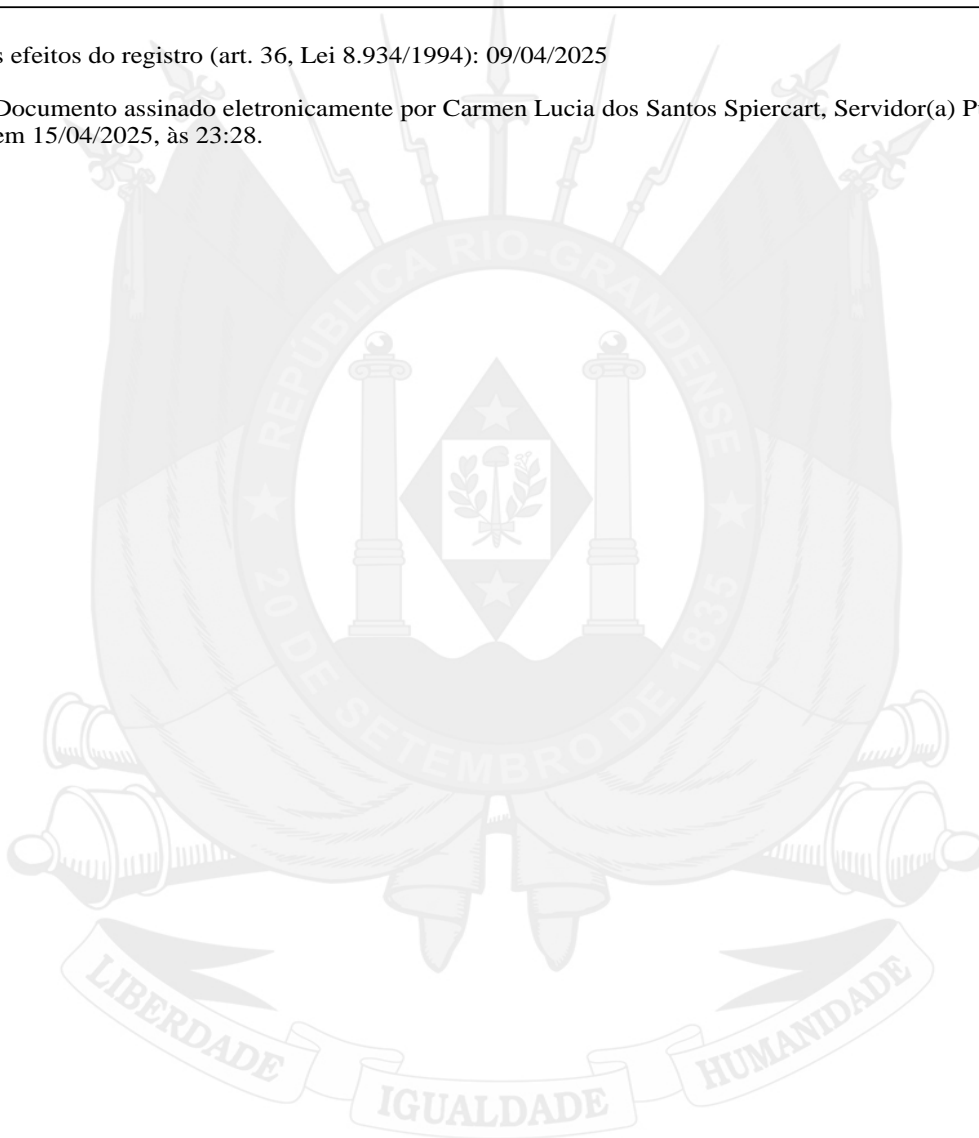 s efeitos do registro (art. 36, Lei 8.934/1994): 09/04/2025
Documento assinado eletronicamente por Carmen Lucia dos Santos Spiercart, Servidor(a) P
em 15/04/2025, às 23:28.
REPÚBLICA RIO-GRANDENSE
20 DE SETEMBRO DE 1835
LIBERDADE IGUALDADE HUMANIDADE